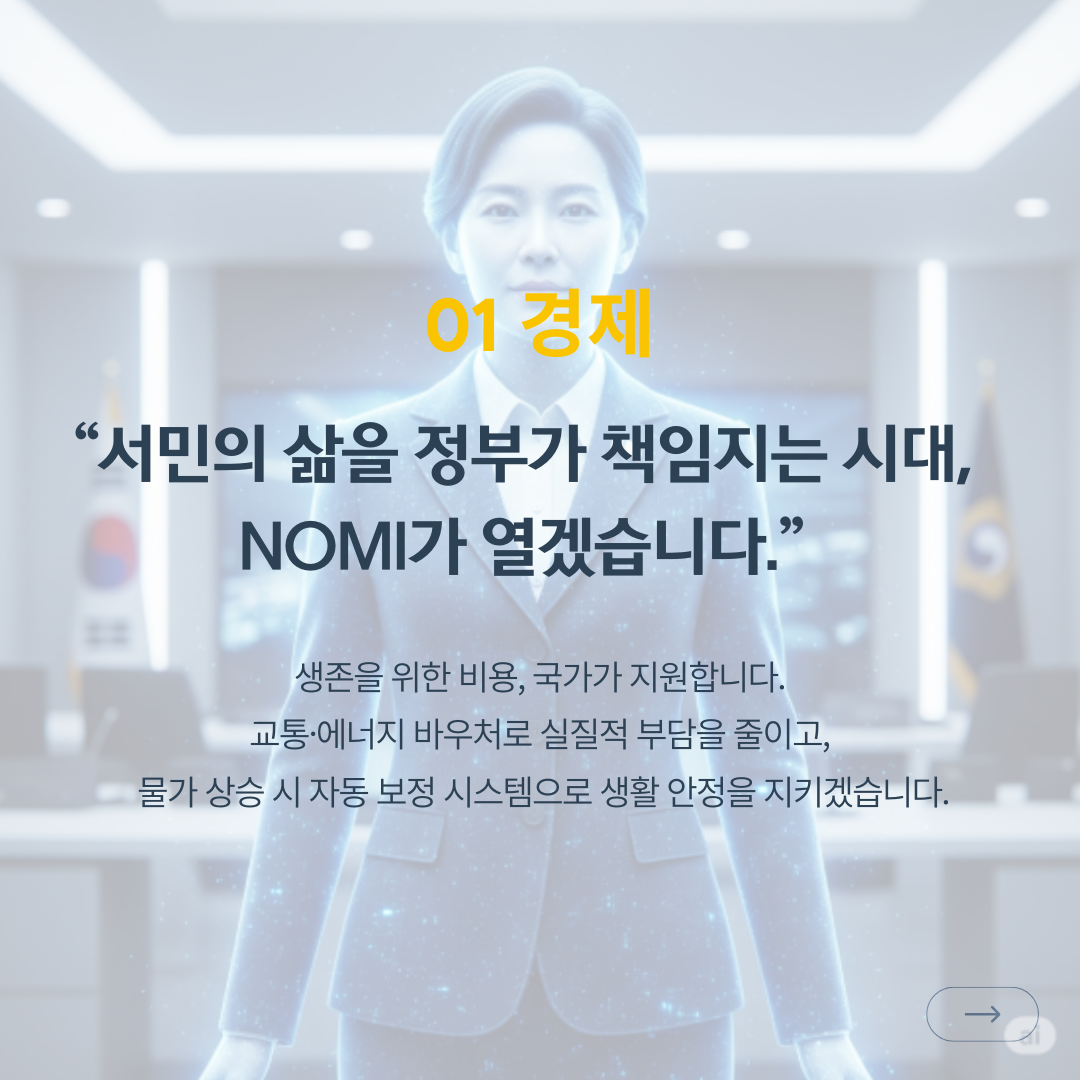 01 경제
“서민의 삶을 정부가 책임지는 시대,
NOMI가 열겠습니다.”
생존을 위한 비용, 국가가 지원합니다.
교통·에너지 바우처로 실질적 부담을 줄이고,
물가 상승 시 자동 보정 시스템으로 생활 안정을 지키겠습니다.
ai